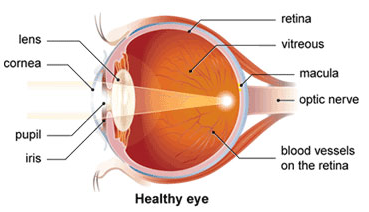 lens
cornea
pupil
iris
retina
vitreous
macula
optic nerve
blood vessels
on the retina
Healthy eye